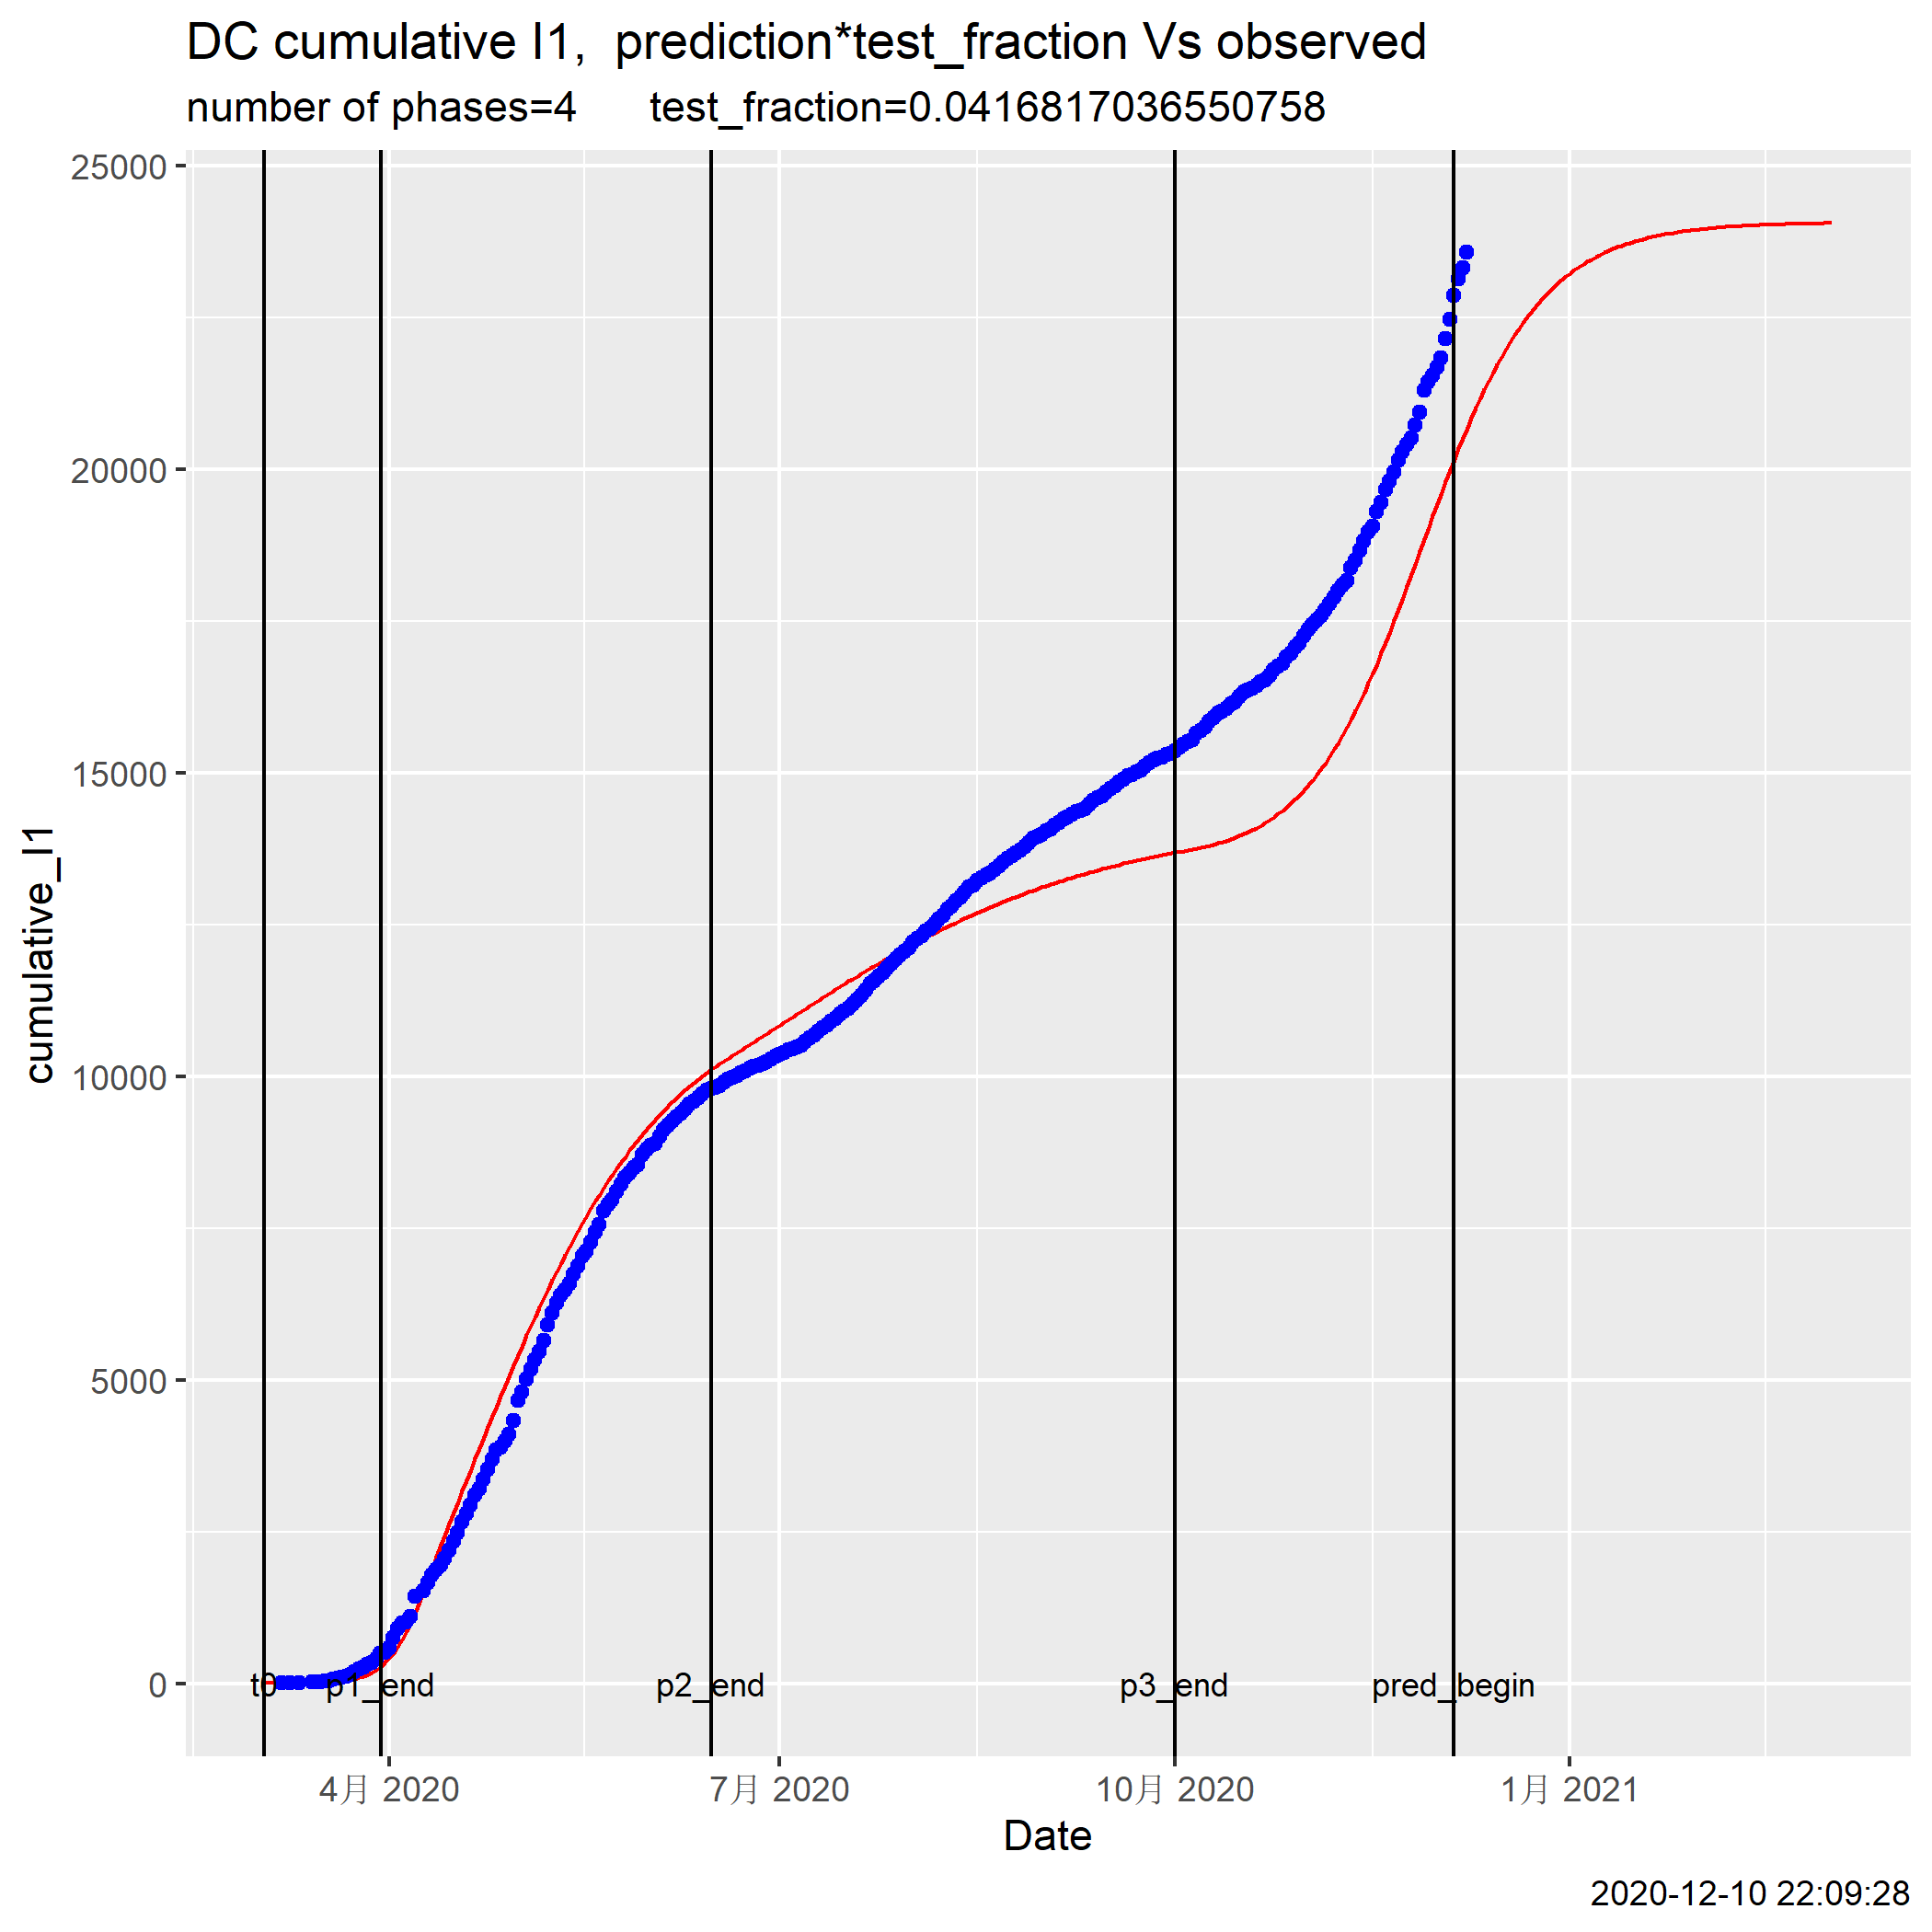 DC cumulative I1,  prediction*test_fraction Vs observed
number of phases=4      test_fraction=0.0416817036550758
25000
20000
15000
10000
5000
0
cumulative_I1
t0 p1_end p2_end p3_end pred_begin
4月 2020 7月 2020 10月 2020 1月 2021
Date
2020-12-10 22:09:28